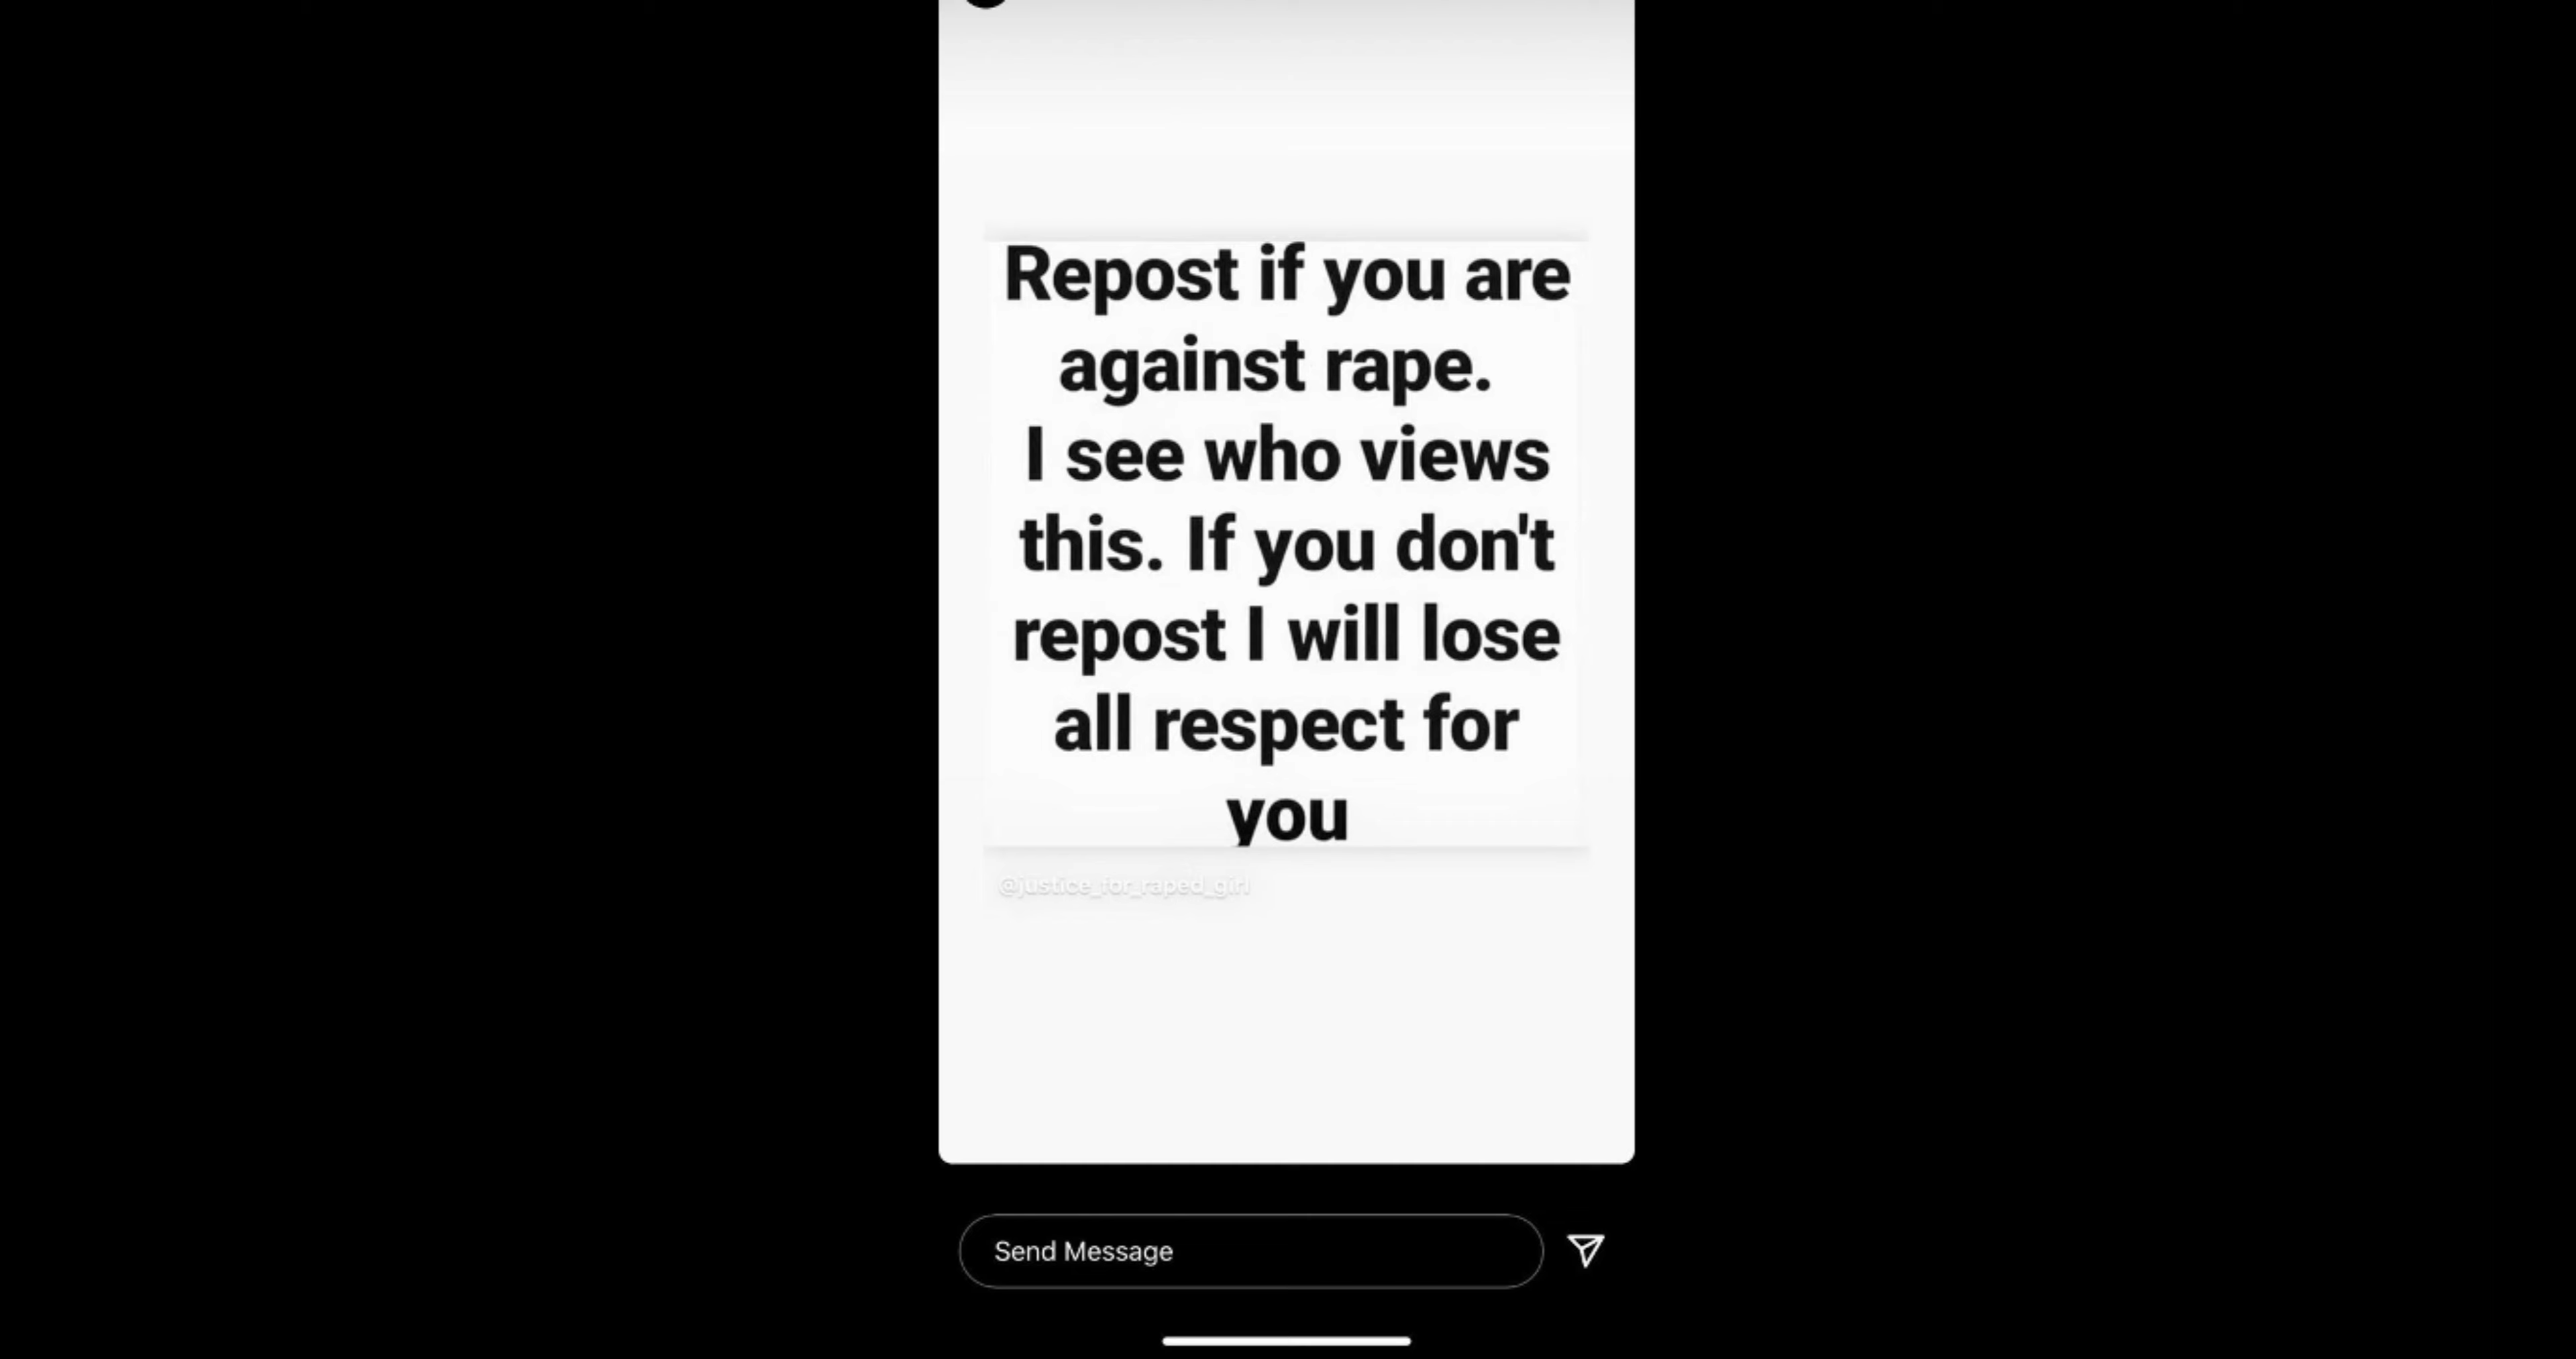 Repost if you are
against rape.
I see who views
this. If you don't
repost I will lose
all respect for
you
@justice_for_raped_girl
Send Message